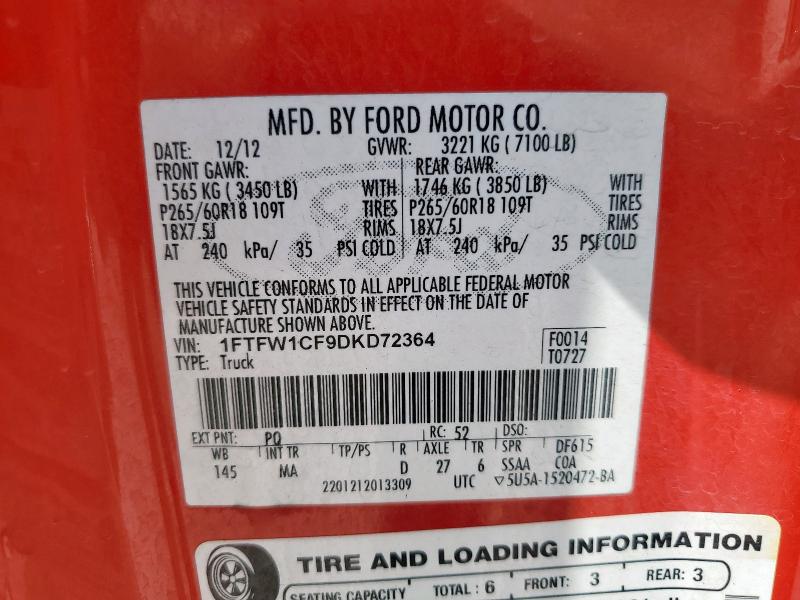 MFD. BY FORD MOTOR CO.
DATE: 12/12 GVWR: 3221 KG ( 7100 LB)
FRONT GAWR: REAR GAWR:
1565 KG ( 3450 LB) WITH 1746 KG ( 3850 LB) WITH
P265/60R18 109T TIRES P265/60R18 109T TIRES
18X7.5J RIMS 18X7.5J RIMS
AT 240 kPa/ 35 PSI COLD AT 240 kPa/ 35 PSI COLD
THIS VEHICLE CONFORMS TO ALL APPLICABLE FEDERAL MOTOR
VEHICLE SAFETY STANDARDS IN EFFECT ON THE DATE OF
MANUFACTURE SHOWN ABOVE.
VIN: 1FTFW1CF9DKD72364 F0014
TYPE: Truck T0727
EXT PNT: PQ RC: 52 DSO:
WB INT TR TP/PS R AXLE TR SPR DF615
145 MA D 27 6 SSAA COA
2201212013309 UTC ▽5U5A-1520472-BA
TIRE AND LOADING INFORMATION
SEATING CAPACITY TOTAL: 6 FRONT: 3 REAR: 3